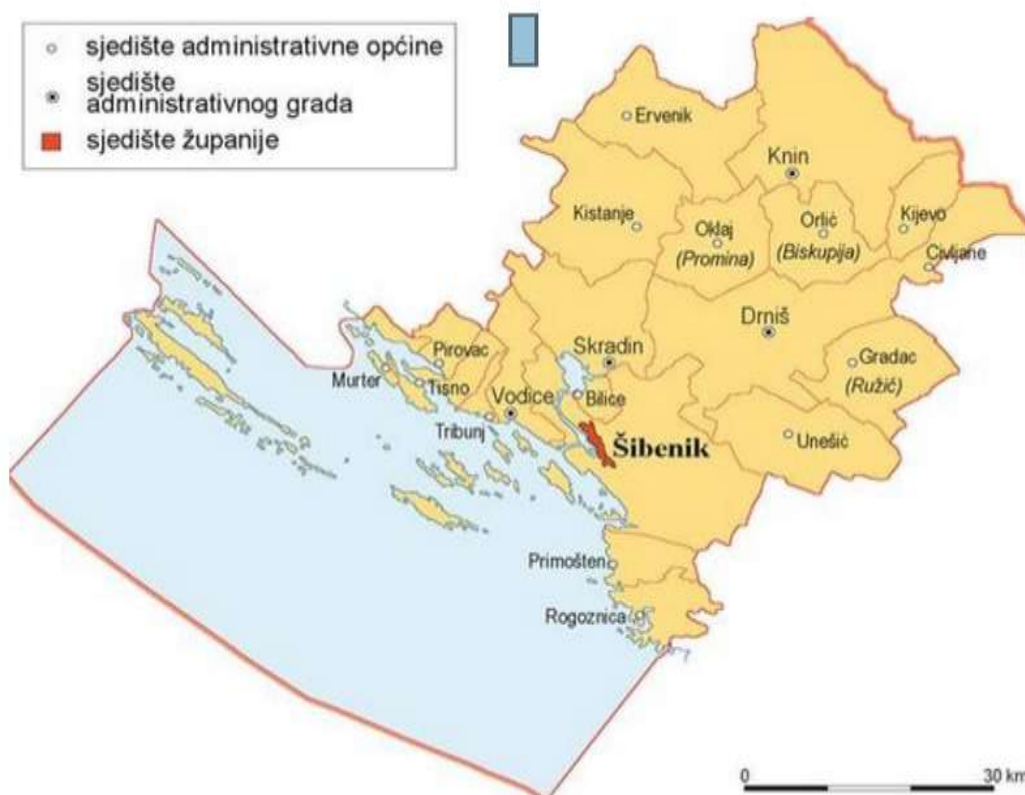 sjedište administrativne općine
sjedište
administrativnog grada
sjedište županije
Ervenik
Knin
Kistanje
Oklaj
(Promina)
Orlić
(Biskupija)
Kijevo
Civljane
Drniš
Skradin
Gradac
(Ružić)
Pirovac
Murter
Tisno
Vodice
Bilice
Tribunj
Šibenik
Unešić
Primošten
Rogoznica
0 30 km